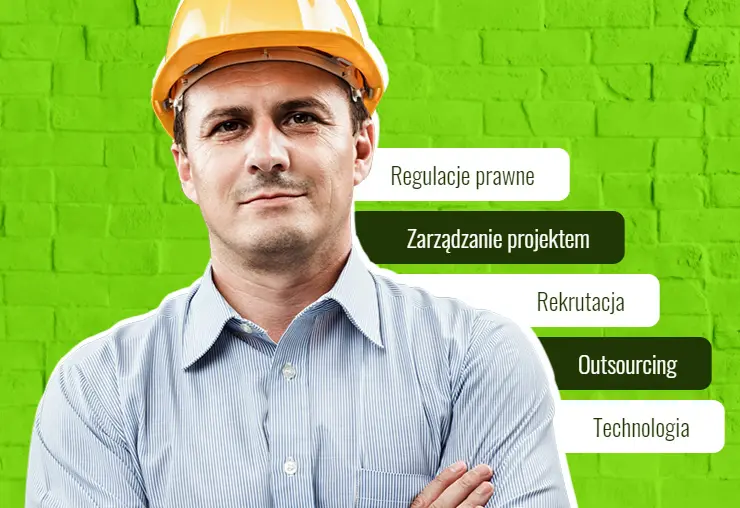 Regulacje prawne
Zarządzanie projektem
Rekrutacja
Outsourcing
Technologia